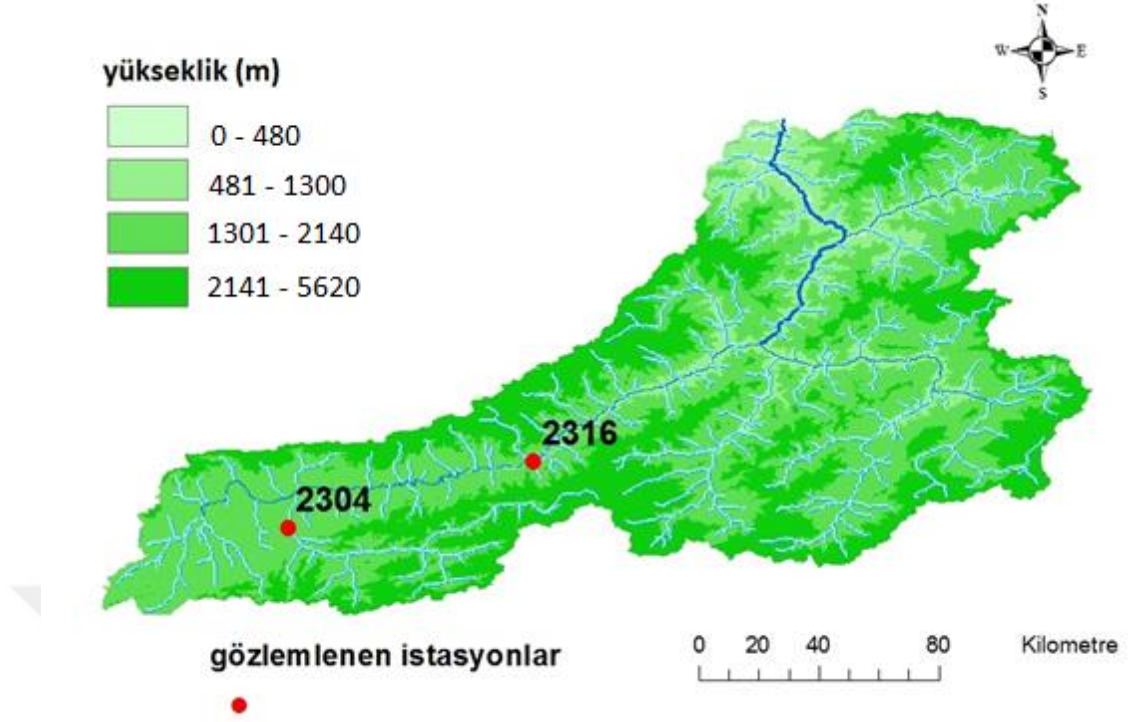 N
W E
S
yükseklik (m)
0 - 480
481 - 1300
1301 - 2140
2141 - 5620
2316
2304
gözlemlenen istasyonlar
0 20 40 80 Kilometre